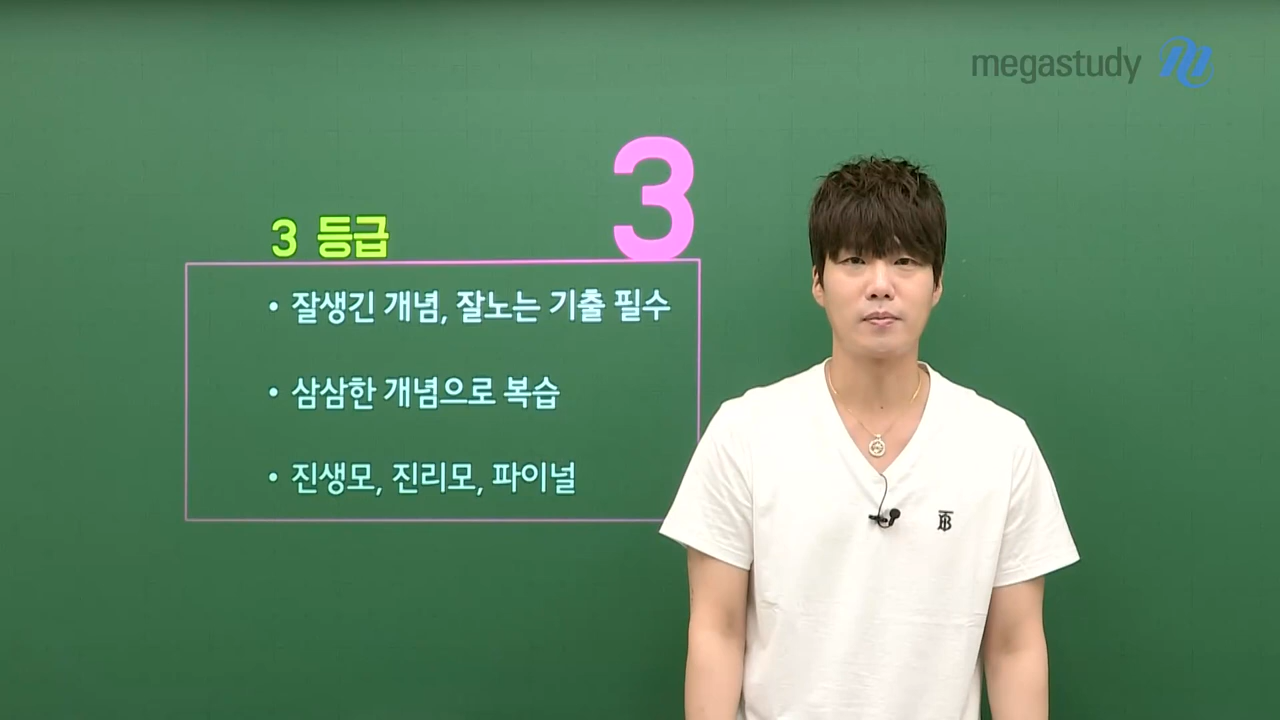 megastudy
3
3 등급
• 잘생긴 개념, 잘노는 기출 필수
• 삼삼한 개념으로 복습
• 진생모, 진리모, 파이널